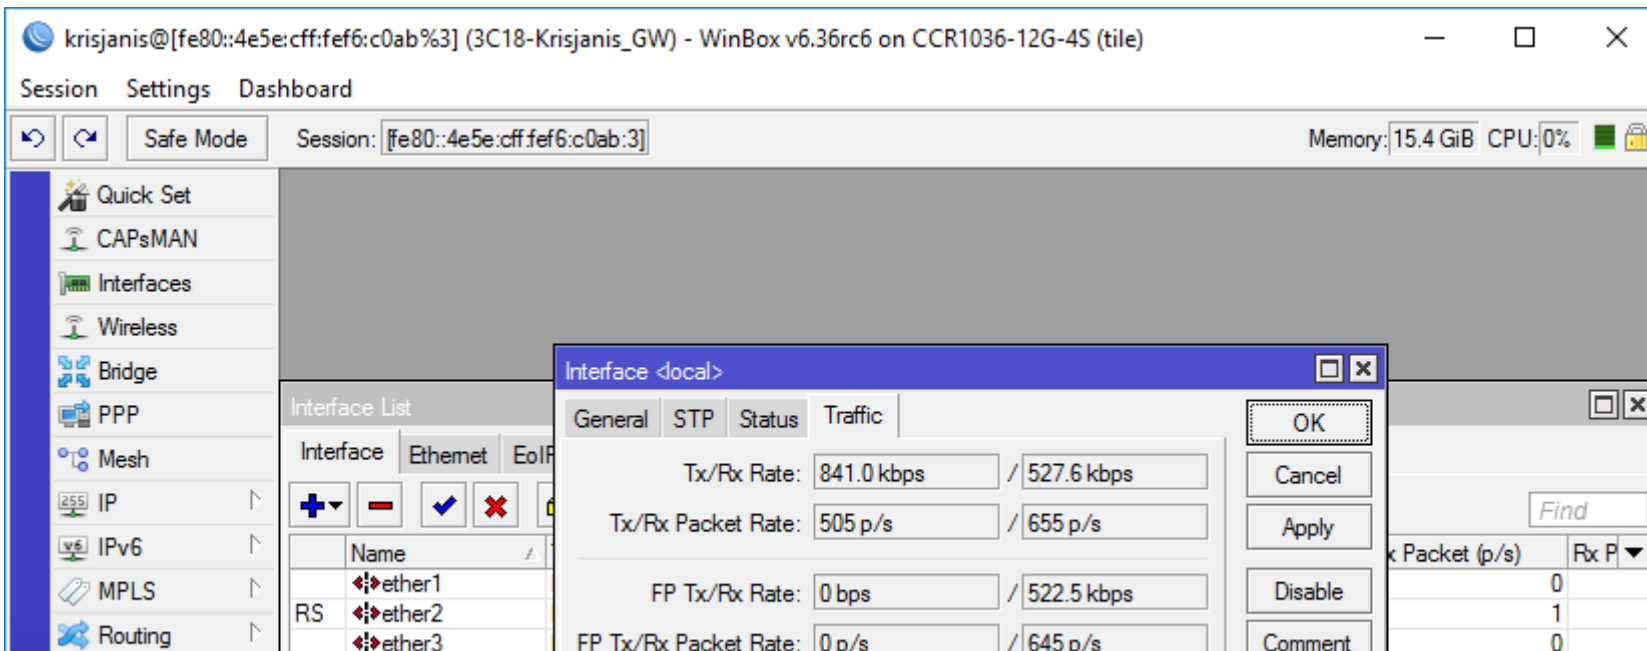 krisjanis@[fe80::4e5e:cff:fef6:c0ab%3] (3C18-Krisjanis_GW) - WinBox v6.36rc6 on CCR1036-12G-4S (tile)
Session Settings Dashboard
Safe Mode Session: [fe80::4e5e:cff:fef6:c0ab:3] Memory: 15.4 GiB CPU: 0%
Quick Set
CAPsMAN
Interfaces
Wireless
Bridge
PPP
Mesh
255 IP
v6 IPv6
MPLS
Routing
Interface List
Interface Ethernet EoIP
Find
Name
x Packet (p/s) Rx P
ether1 0
RS ether2 1
ether3 0
Interface <local>
General STP Status Traffic
Tx/Rx Rate: 841.0 kbps / 527.6 kbps
Tx/Rx Packet Rate: 505 p/s / 655 p/s
FP Tx/Rx Rate: 0 bps / 522.5 kbps
FP Tx/Rx Packet Rate: 0 p/s / 645 p/s
OK
Cancel
Apply
Disable
Comment